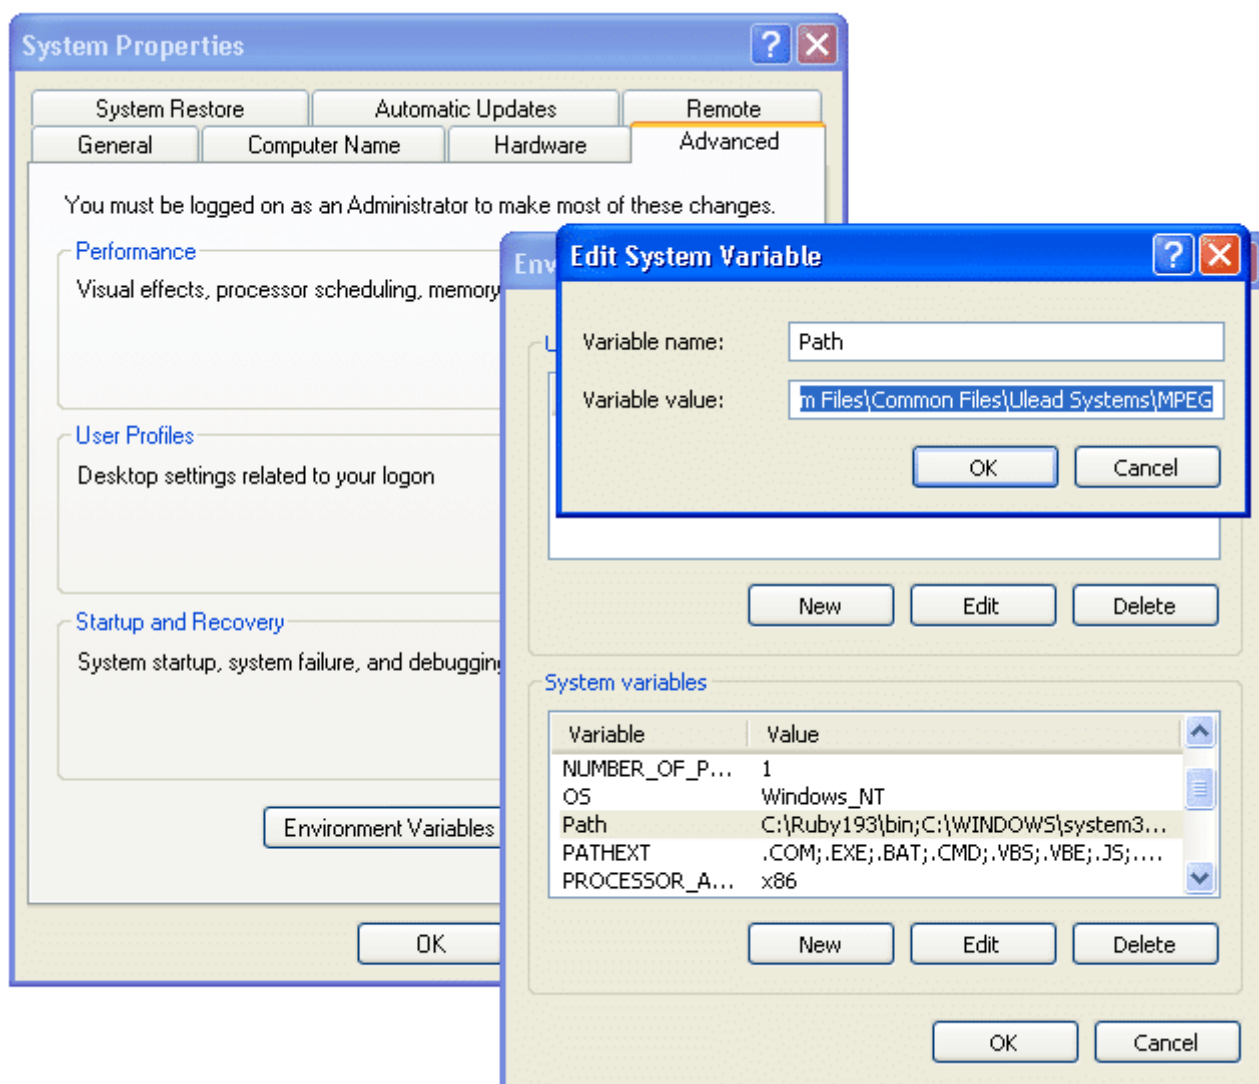 System Properties
System Restore
Automatic Updates
Remote
General
Computer Name
Hardware
Advanced
You must be logged on as an Administrator to make most of these changes.
Performance
Visual effects, processor scheduling, memory
User Profiles
Desktop settings related to your logon
Startup and Recovery
System startup, system failure, and debugging
Environment Variables
OK
Env
Edit System Variable
Variable name:
Path
Variable value:
m Files\Common Files\Ulead Systems\MPEG
OK
Cancel
New
Edit
Delete
System variables
Variable Value
NUMBER_OF_P... 1
OS Windows_NT
Path C:\Ruby193\bin;C:\WINDOWS\system3...
PATHEXT .COM;.EXE;.BAT;.CMD;.VBS;.VBE;.JS;....
PROCESSOR_A... x86
New
Edit
Delete
OK
Cancel